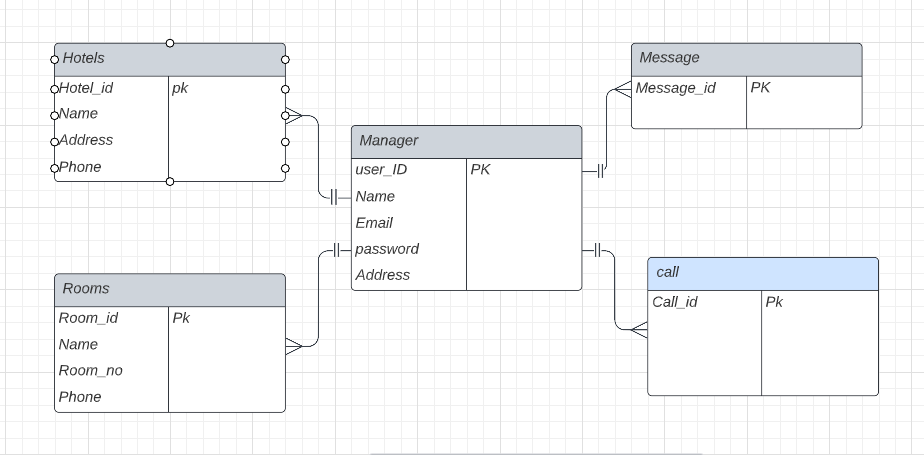 Hotels
Hotel_id pk
Name
Address
Phone
Message
Message_id PK
Manager
user_ID PK
Name
Email
password
Address
Rooms
Room_id Pk
Name
Room_no
Phone
call
Call_id Pk